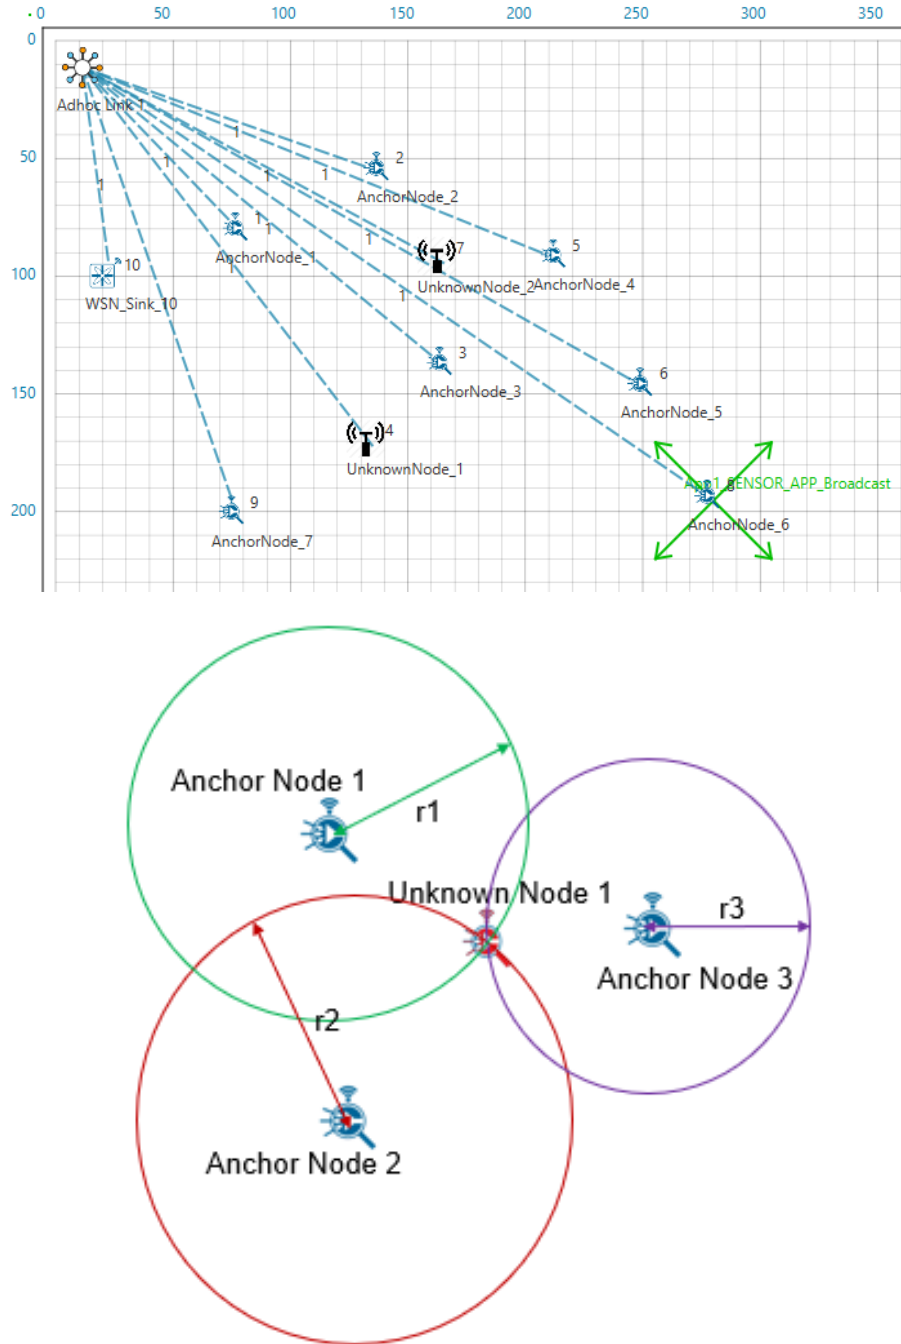 0 50 100 150 200 250 300 350
0
Adhoc Link 1
1
50
2
1
1
1
AnchorNode_2
1
1
1
1
5
AnchorNode_1
7
1
10
100
UnknownNode_2
AnchorNode_4
WSN_Sink_10
1
3
6
150
AnchorNode_3
AnchorNode_5
4
UnknownNode_1
8
SENSOR_APP_Broadcast
200
9
AnchorNode_6
AnchorNode_7
Anchor Node 1
r1
Unknown Node 1
r3
Anchor Node 3
r2
Anchor Node 2